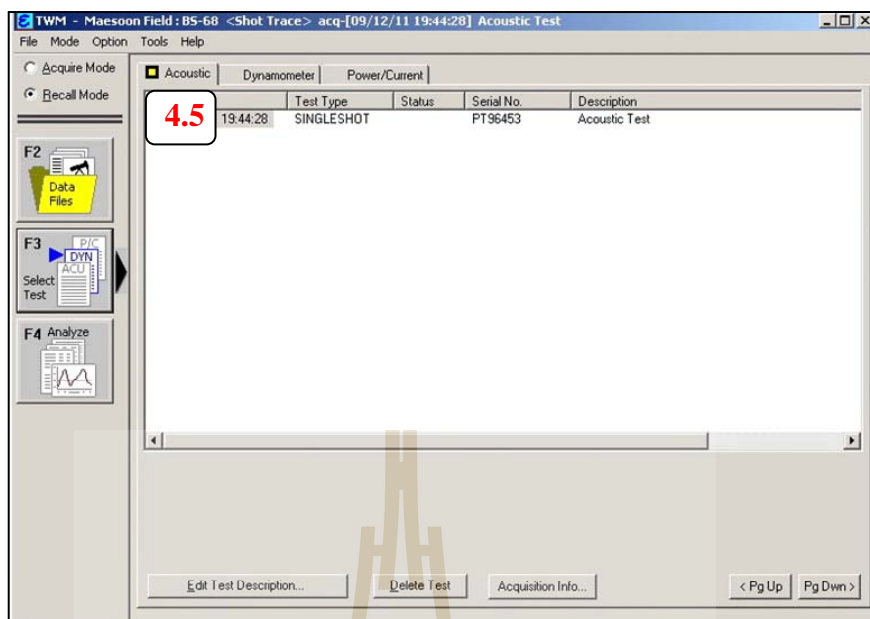 TWM - Maesoon Field : BS-68 <Shot Trace> acq-[09/12/11 19:44:28] Acoustic Test
File Mode Option Tools Help
Acquire Mode
Recall Mode
Acoustic Dynamometer Power/Current
Test Type Status Serial No. Description
4.5
19:44:28 SINGLESHOT PT96453 Acoustic Test
F2
Data
Files
F3
P/C
DYN
ACU
Select
Test
F4 Analyze
Edit Test Description... Delete Test Acquisition Info... < Pg Up Pg Dwn >